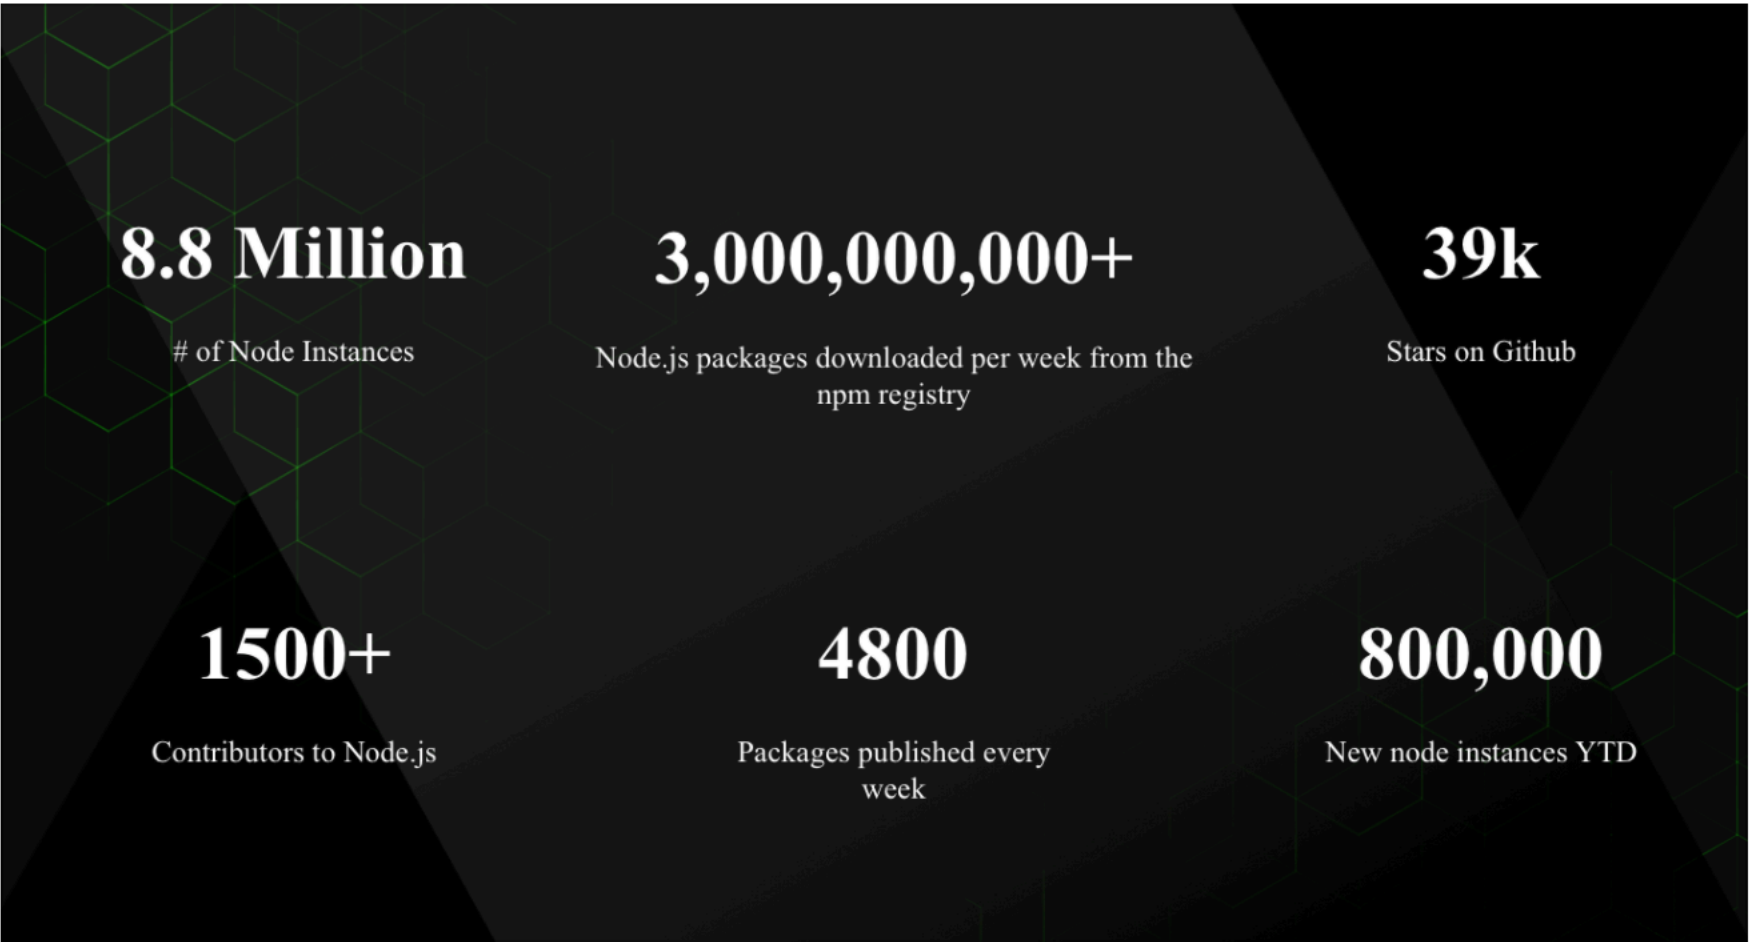 8.8 Million
# of Node Instances
3,000,000,000+
Node.js packages downloaded per week from the
npm registry
39k
Stars on Github
1500+
Contributors to Node.js
4800
Packages published every
week
800,000
New node instances YTD